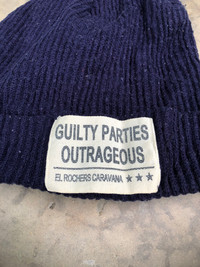 GUILTY PARTIES
OUTRAGEOUS
EL ROCHERS CARAVANA ★★★